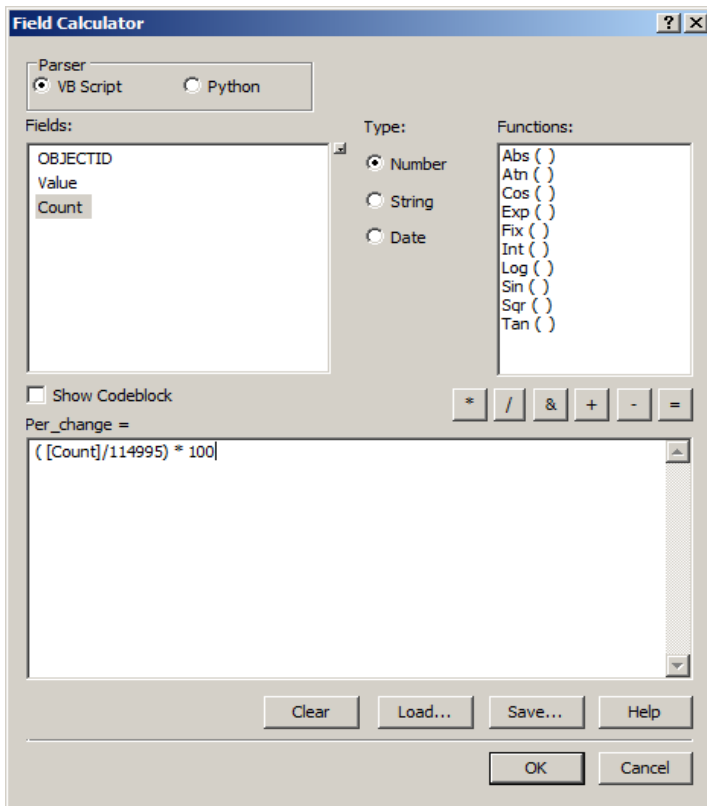 Field Calculator
Parser
VB Script Python
Fields: Type: Functions:
OBJECTID
Value
Count
Number
String
Date
Abs ( )
Atn ( )
Cos ( )
Exp ( )
Fix ( )
Int ( )
Log ( )
Sin ( )
Sqr ( )
Tan ( )
Show Codeblock
* / & + - =
Per_change =
( [Count]/114995) * 100
Clear Load... Save... Help
OK Cancel